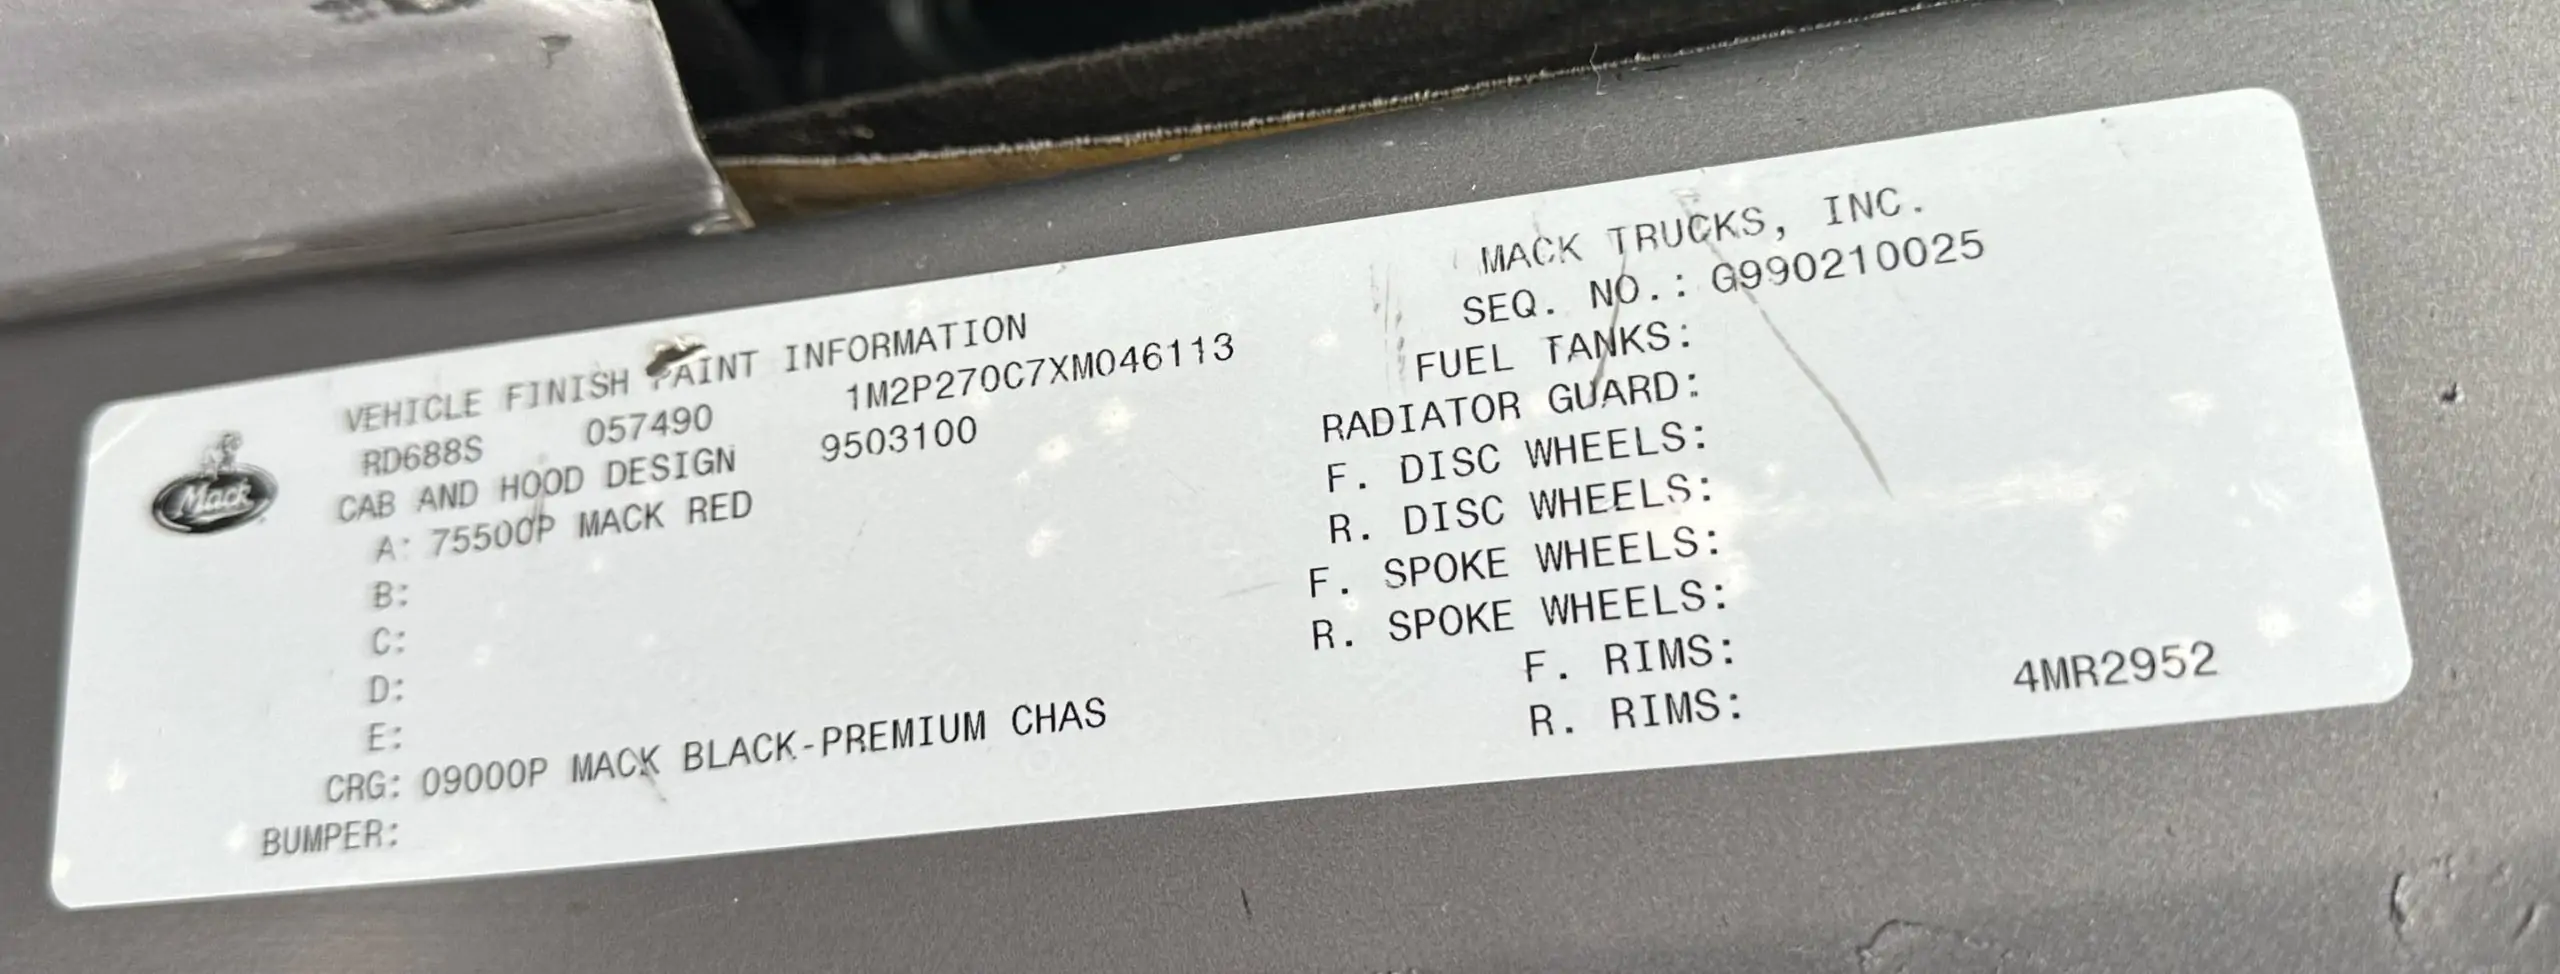 VEHICLE FINISH PAINT INFORMATION
RD688S 057490 1M2P270C7XM046113
CAB AND HOOD DESIGN 9503100
A: 75500P MACK RED
B:
C:
D:
E:
CRG: 09000P MACK BLACK-PREMIUM CHAS
BUMPER:
Mack
MACK TRUCKS, INC.
SEQ. NO.: G990210025
FUEL TANKS:
RADIATOR GUARD:
F. DISC WHEELS:
R. DISC WHEELS:
F. SPOKE WHEELS:
R. SPOKE WHEELS:
F. RIMS:
R. RIMS:
4MR2952